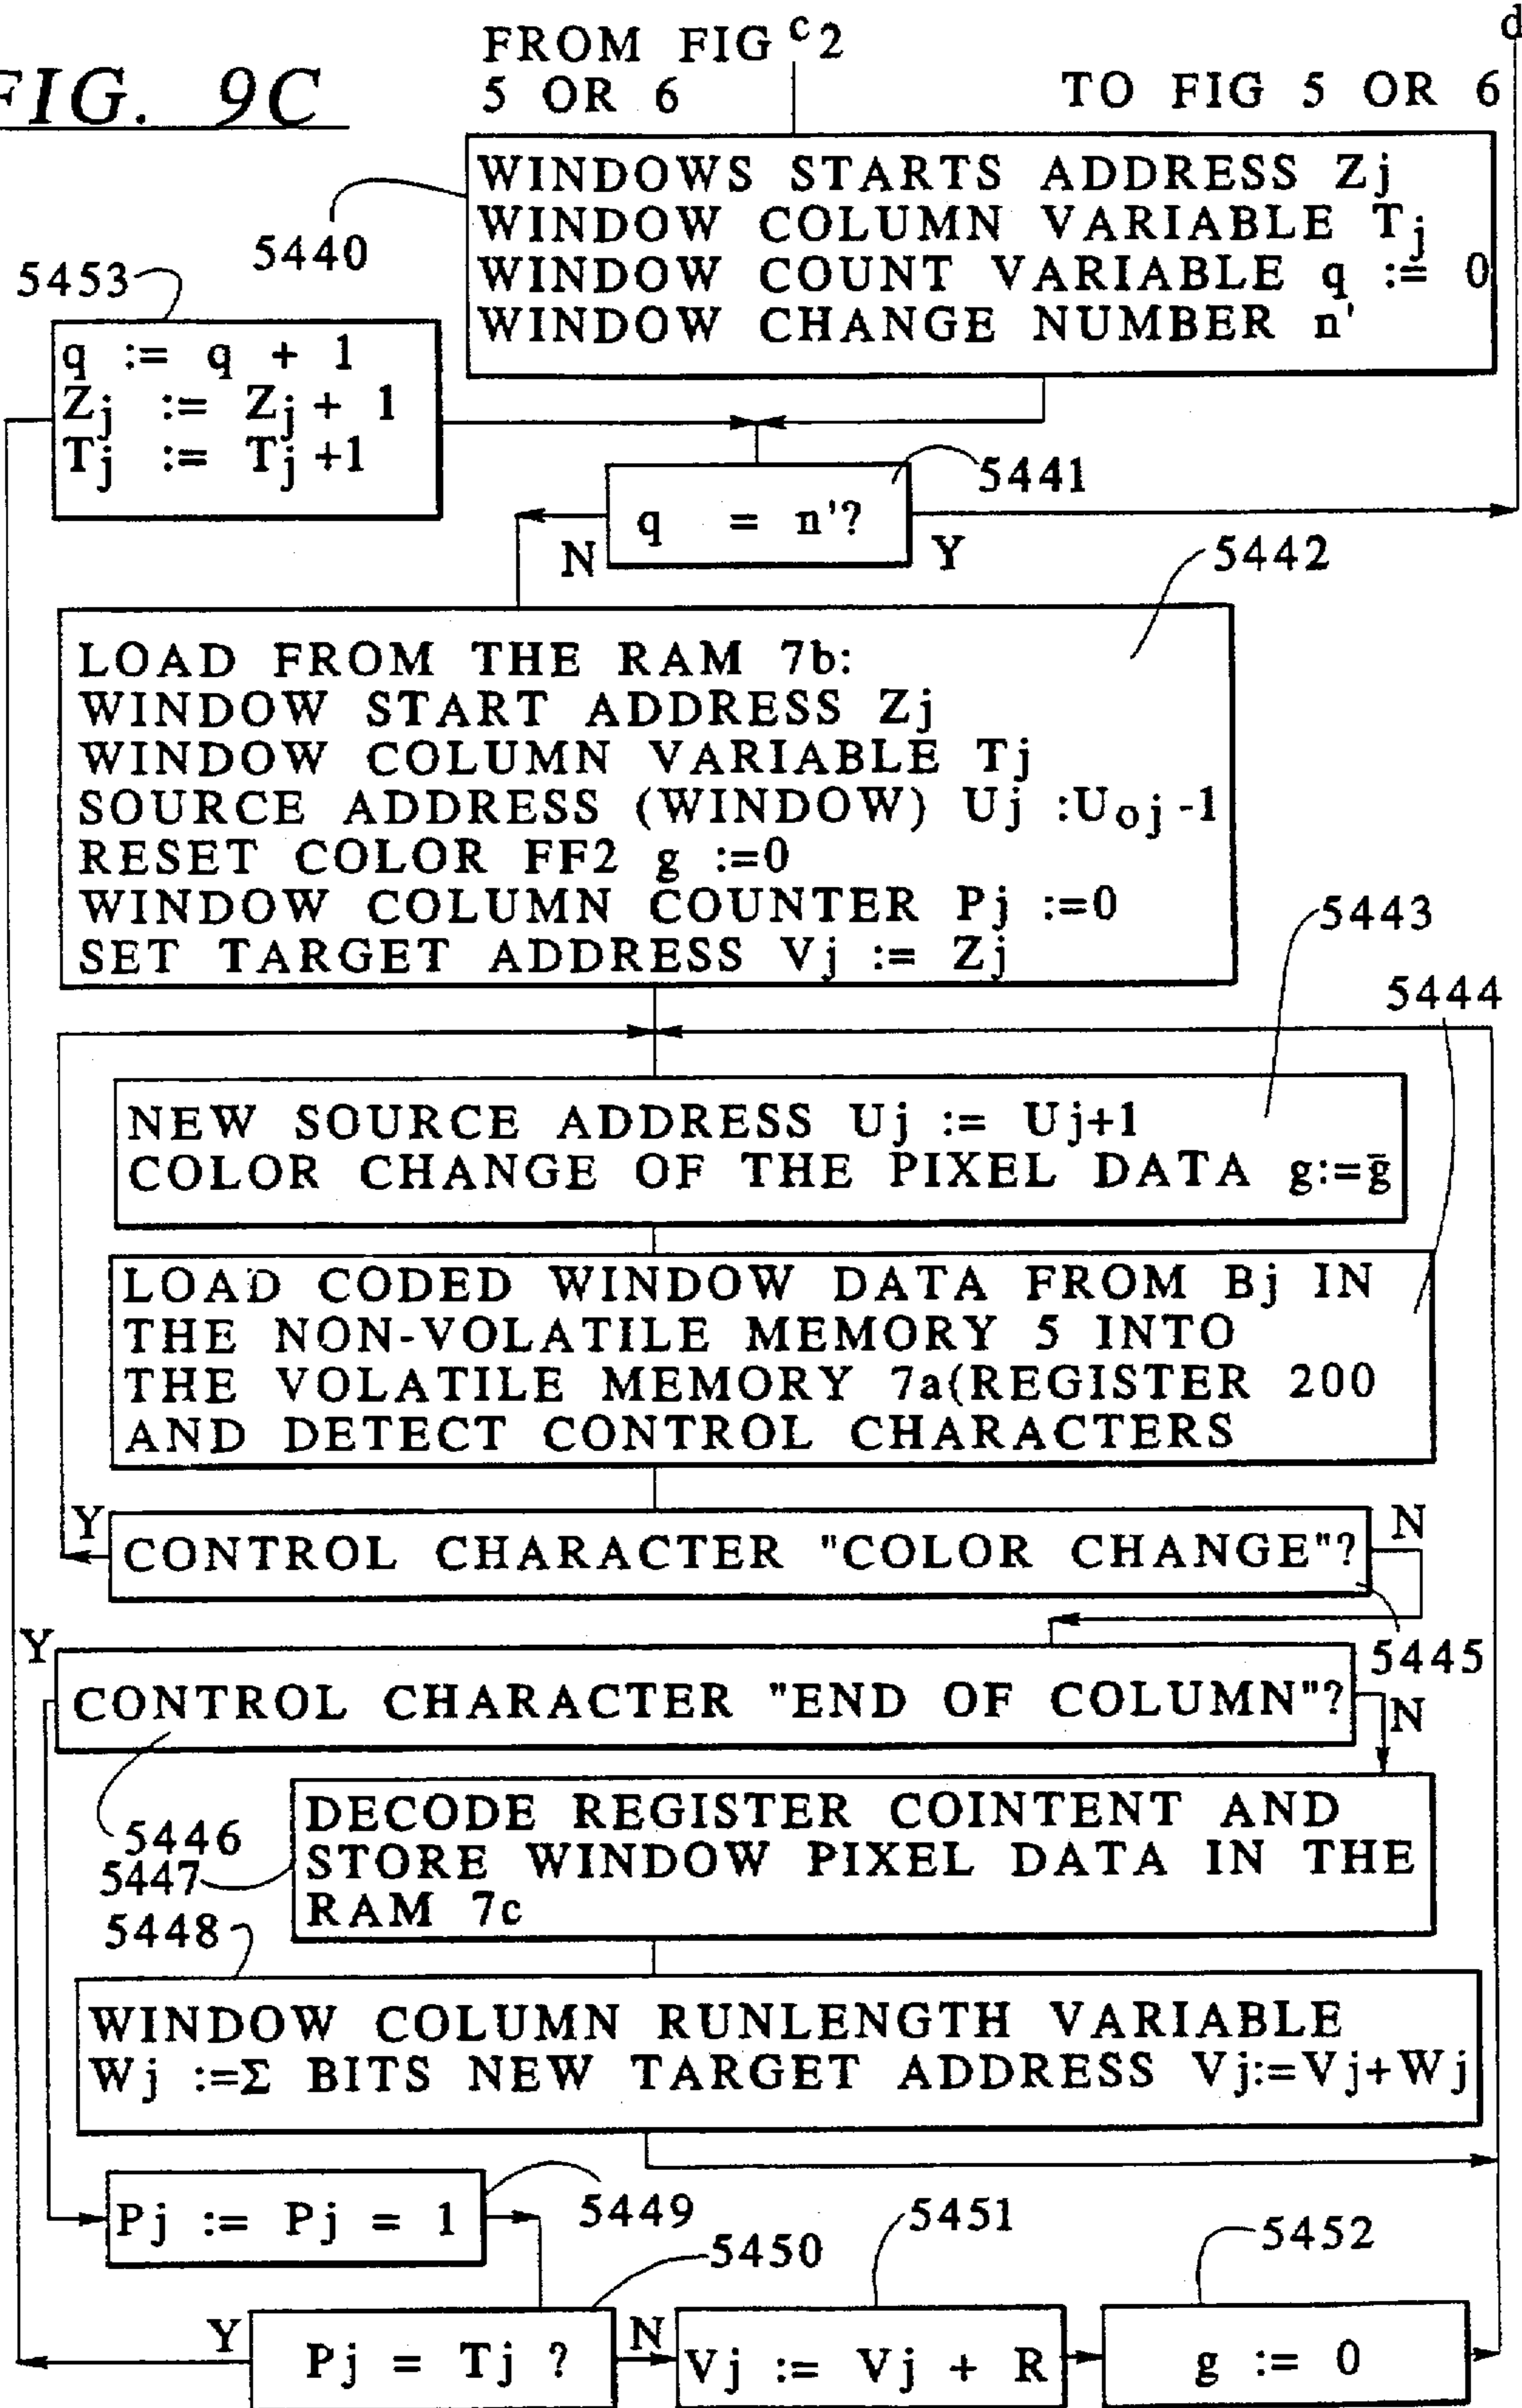 FIG. 9C
FROM FIG c2
5 OR 6
TO FIG 5 OR 6
d
5440
WINDOWS STARTS ADDRESS Zj
WINDOW COLUMN VARIABLE Tj
WINDOW COUNT VARIABLE q := 0
WINDOW CHANGE NUMBER n'
5453
q := q + 1
Zj := Zj + 1
Tj := Tj +1
5441
q = n'?
N
Y
5442
LOAD FROM THE RAM 7b:
WINDOW START ADDRESS Zj
WINDOW COLUMN VARIABLE Tj
SOURCE ADDRESS (WINDOW) Uj :Uoj -1
RESET COLOR FF2 g :=0
WINDOW COLUMN COUNTER Pj :=0
SET TARGET ADDRESS Vj := Zj
5443
5444
NEW SOURCE ADDRESS Uj := Uj+1
COLOR CHANGE OF THE PIXEL DATA g:=g̅
LOAD CODED WINDOW DATA FROM Bj IN
THE NON-VOLATILE MEMORY 5 INTO
THE VOLATILE MEMORY 7a(REGISTER 200
AND DETECT CONTROL CHARACTERS
Y
CONTROL CHARACTER "COLOR CHANGE"?
N
5445
Y
CONTROL CHARACTER "END OF COLUMN"?
N
5446
5447
DECODE REGISTER COINTENT AND
STORE WINDOW PIXEL DATA IN THE
RAM 7c
5448
WINDOW COLUMN RUNLENGTH VARIABLE
Wj :=Σ BITS NEW TARGET ADDRESS Vj:=Vj+Wj
Pj := Pj = 1
5449
5450
5451
5452
Y
Pj = Tj ?
N
Vj := Vj + R
g := 0